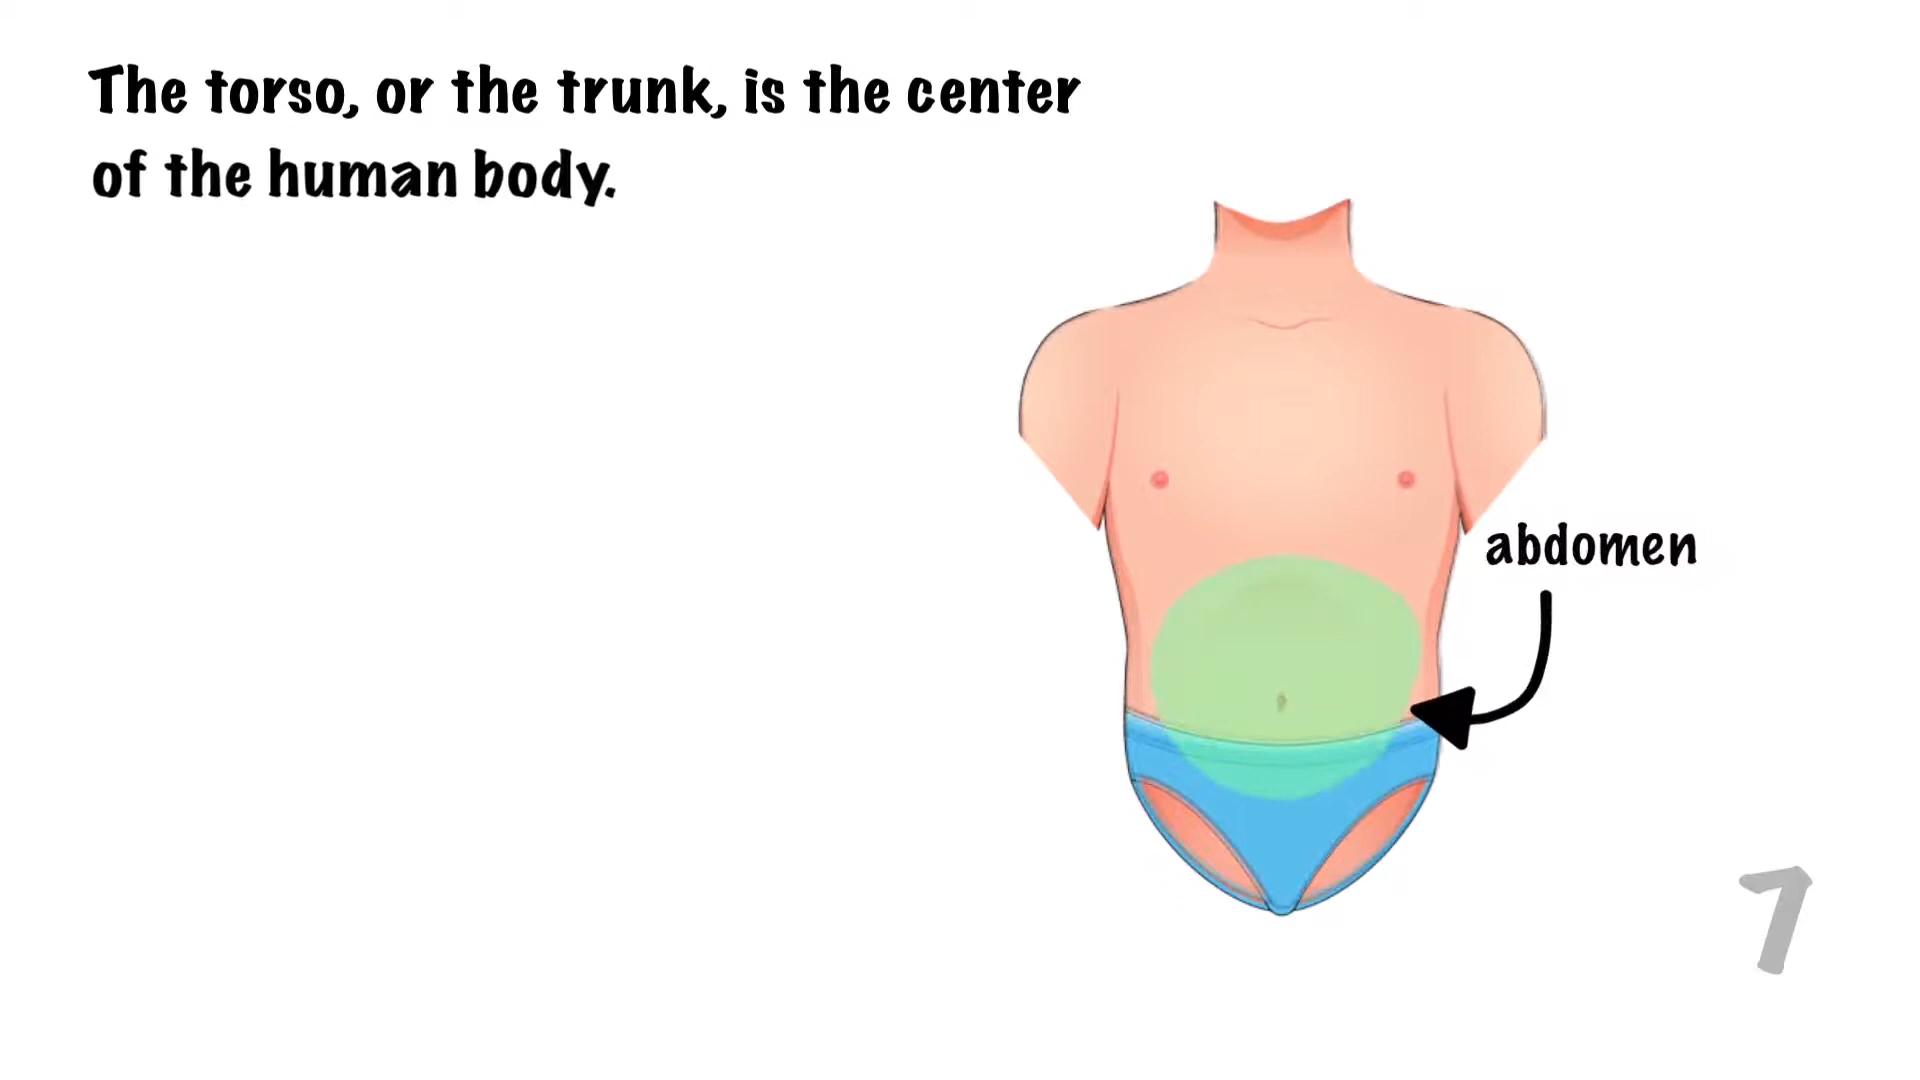 The torso, or the trunk, is the center
of the human body.
abdomen
7